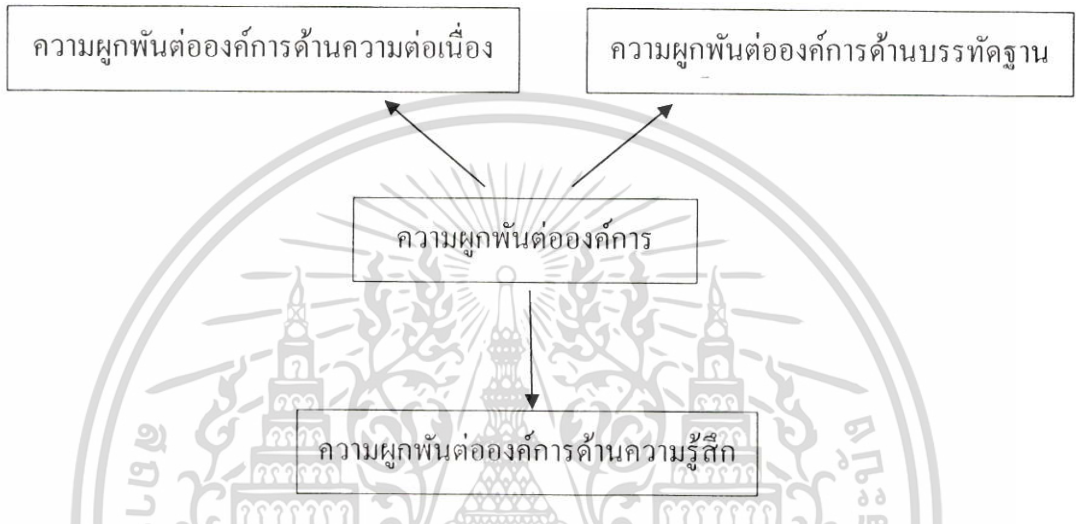 ความผูกพันต่อองค์การด้านความต่อเนื่อง
ความผูกพันต่อองค์การด้านบรรทัดฐาน
ความผูกพันต่อองค์การ
ความผูกพันต่อองค์การด้านความรู้สึก